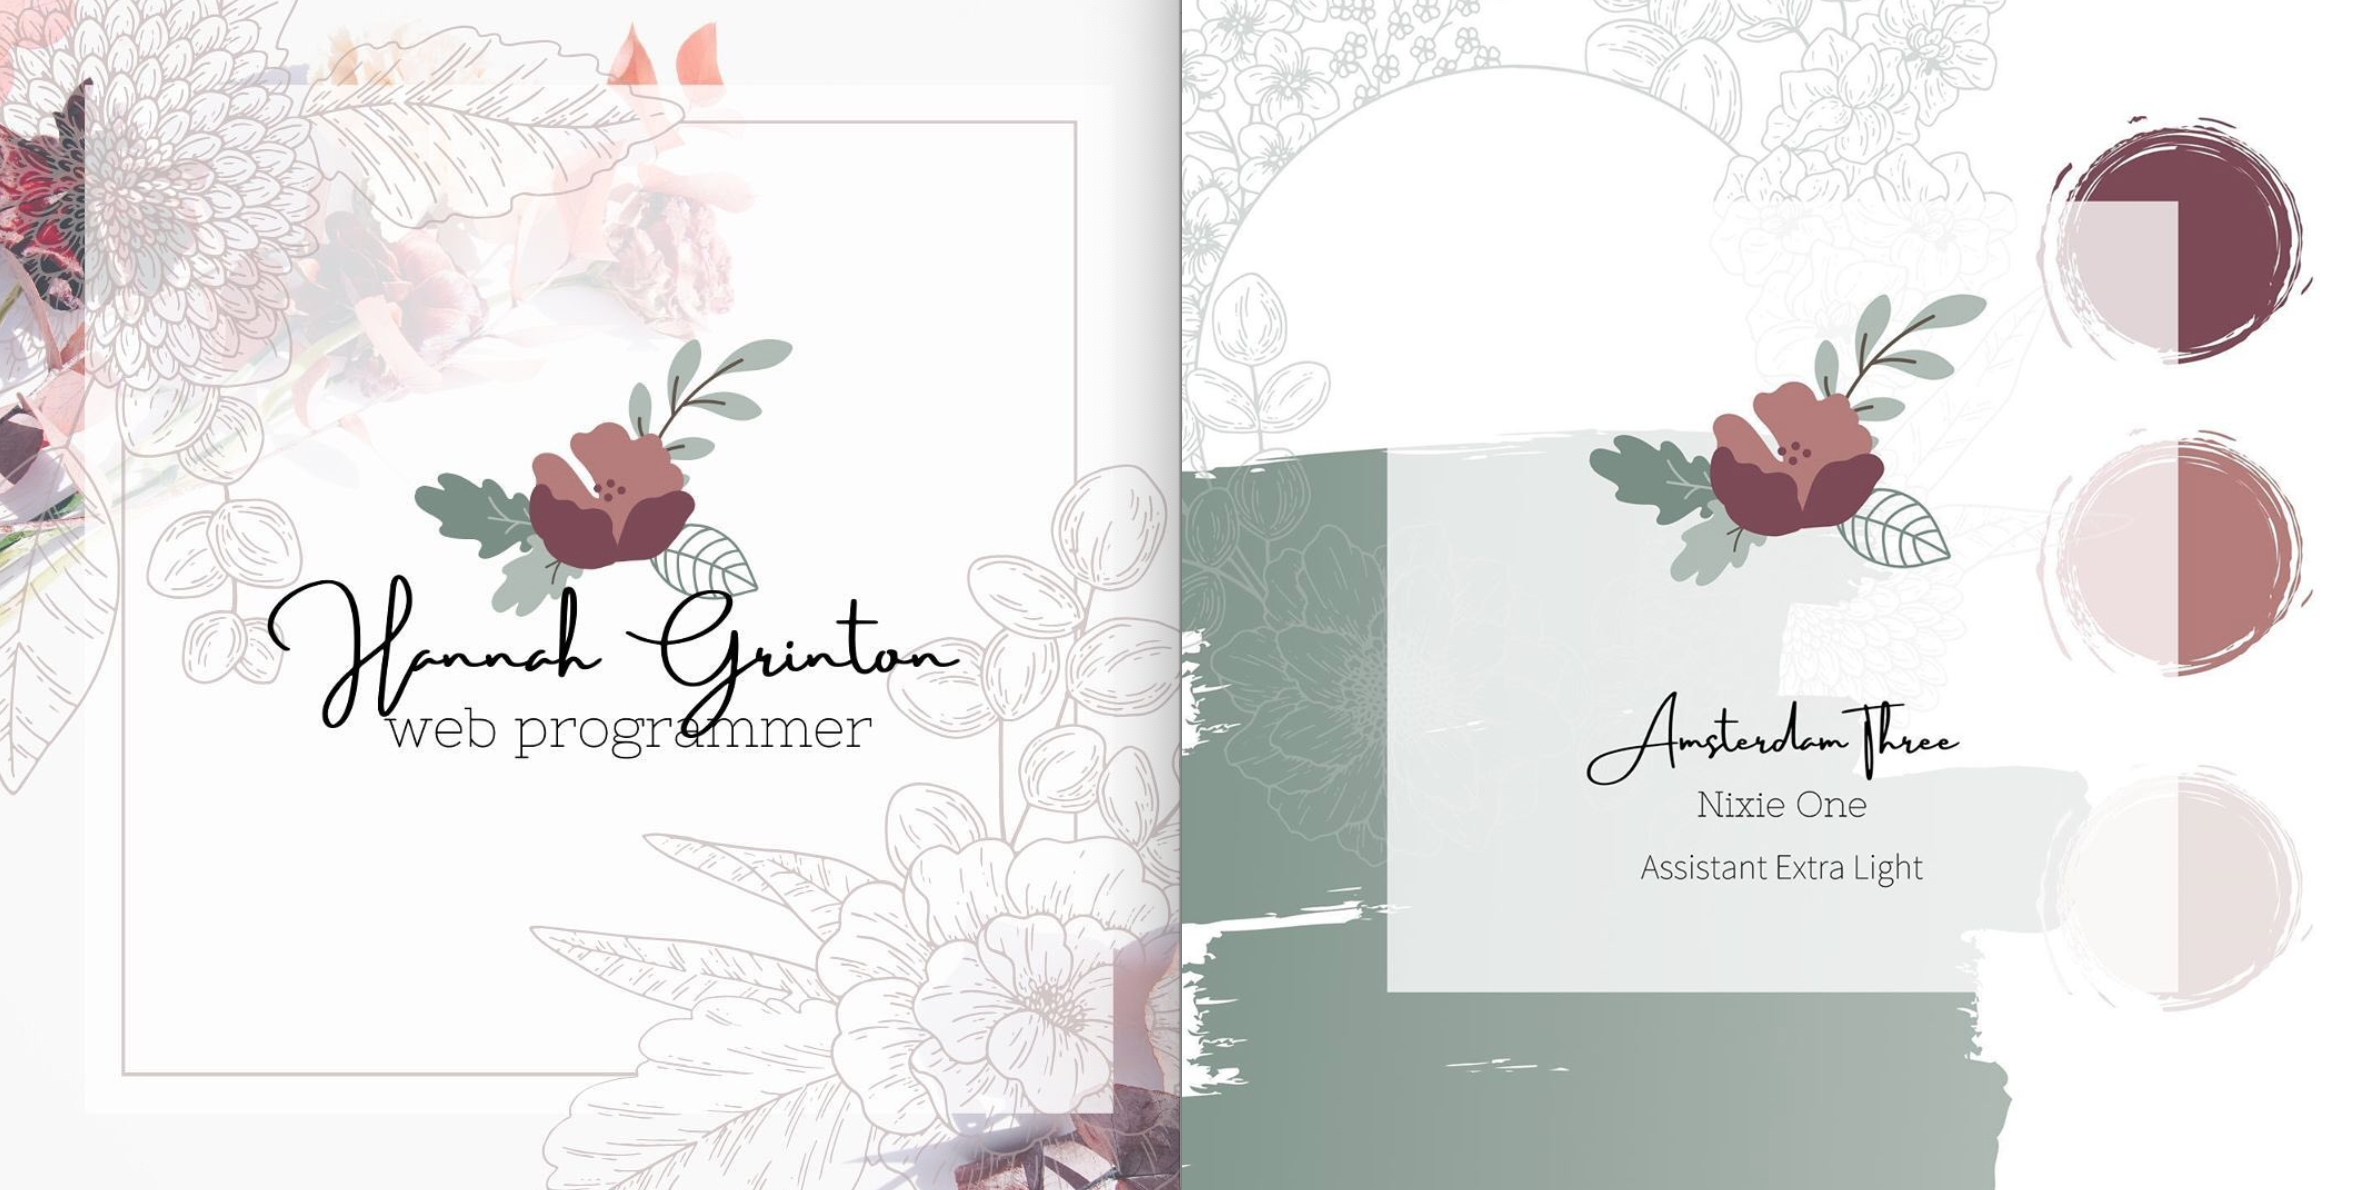 Hannah Grinton
web programmer
Amsterdam Three
Nixie One
Assistant Extra Light